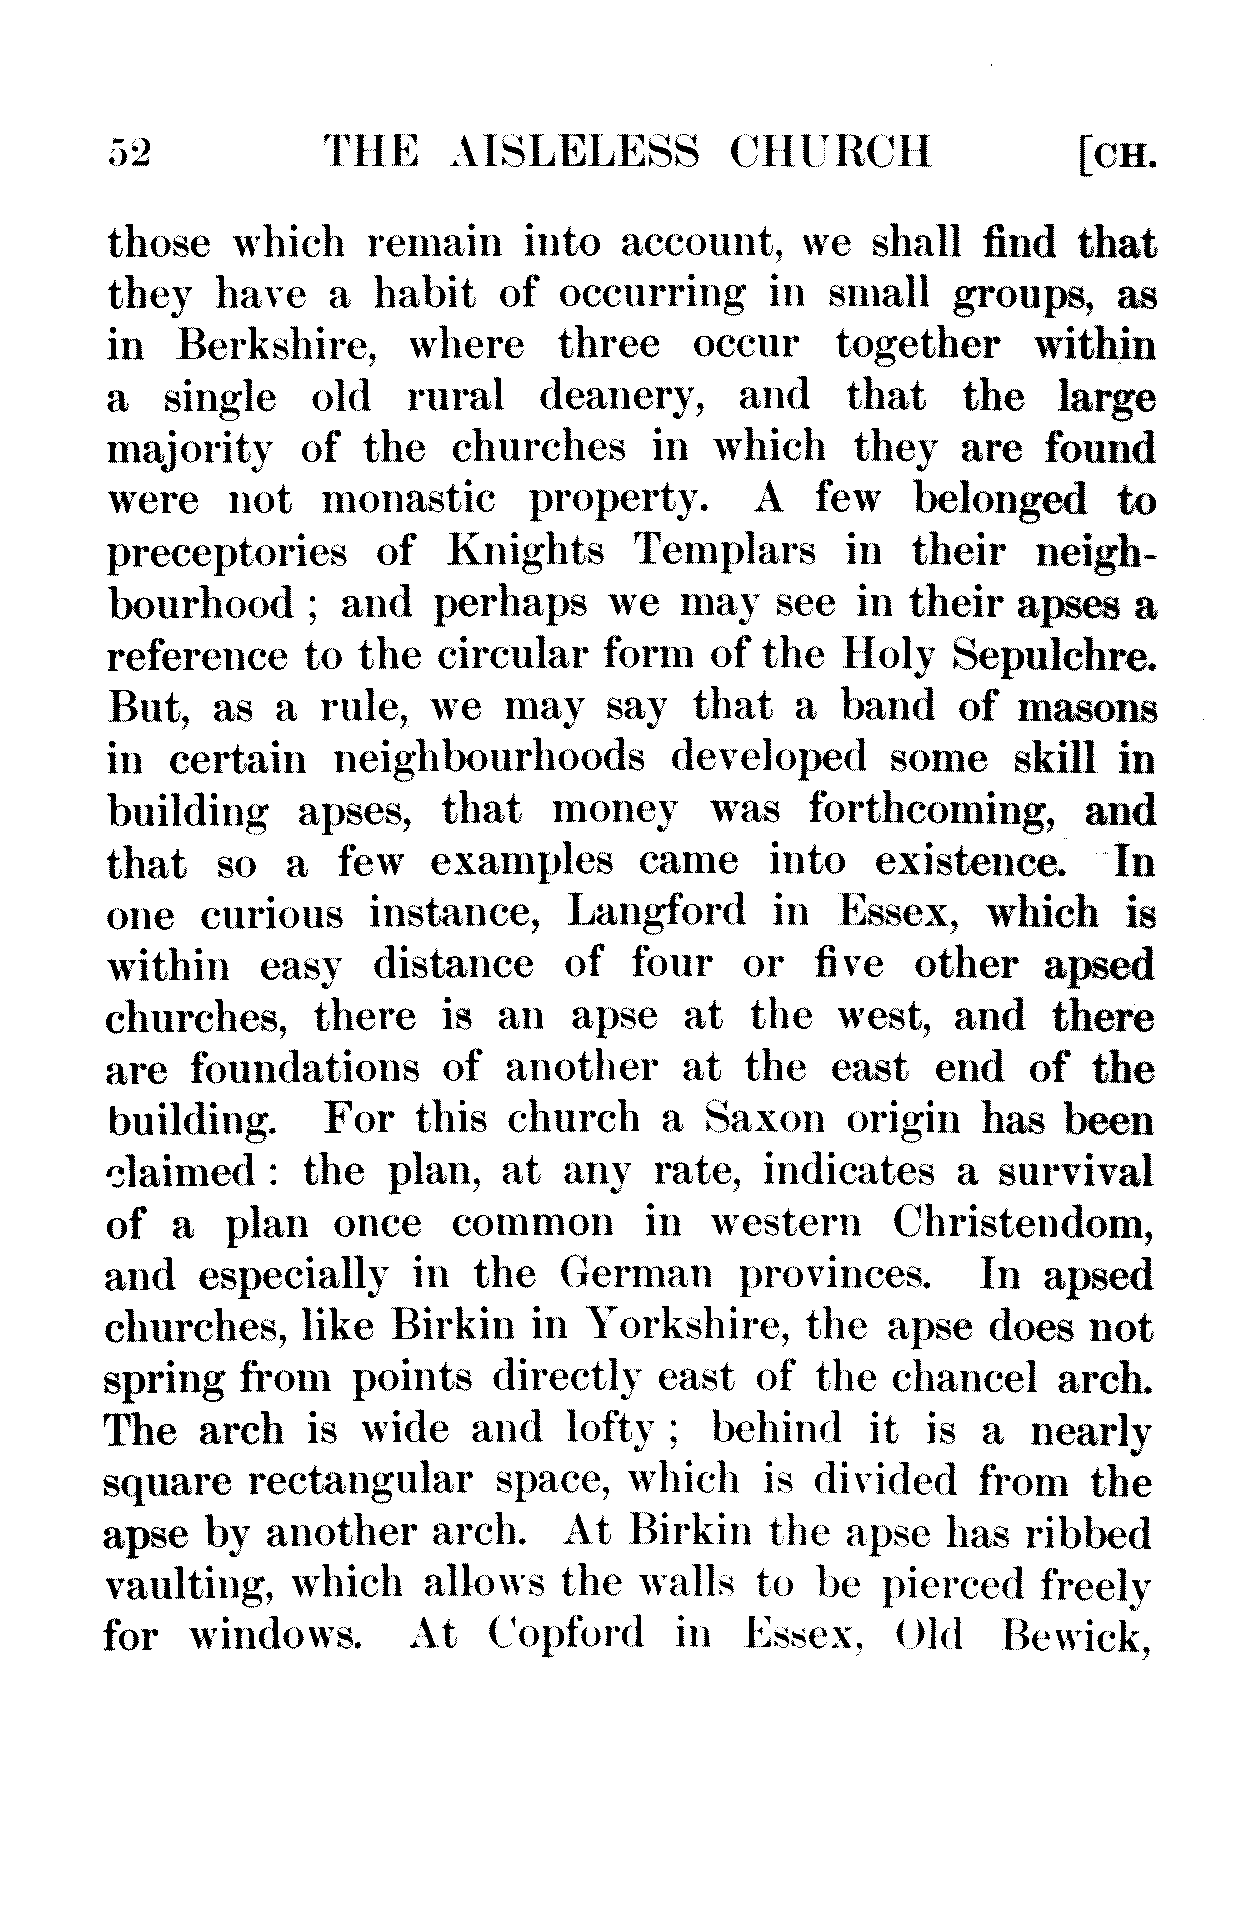 52 THE AISLELESS CHURCH [CH.
those which remain into account, we shall find that
they have a habit of occurring in small groups, as
in Berkshire, where three occur together within
a single old rural deanery, and that the large
majority of the churches in which they are found
were not monastic property. A few belonged to
preceptories of Knights Templars in their neigh-
bourhood ; and perhaps we may see in their apses a
reference to the circular form of the Holy Sepulchre.
But, as a rule, we may say that a band of masons
in certain neighbourhoods developed some skill in
building apses, that money was forthcoming, and
that so a few examples came into existence. In
one curious instance, Langford in Essex, which is
within easy distance of four or five other apsed
churches, there is an apse at the west, and there
are foundations of another at the east end of the
building. For this church a Saxon origin has been
claimed : the plan, at any rate, indicates a survival
of a plan once common in western Christendom,
and especially in the German provinces. In apsed
churches, like Birkin in Yorkshire, the apse does not
spring from points directly east of the chancel arch.
The arch is wide and lofty ; behind it is a nearly
square rectangular space, which is divided from the
apse by another arch. At Birkin the apse has ribbed
vaulting, which allows the walls to be pierced freely
for windows. At Copford in Essex, Old Bewick,